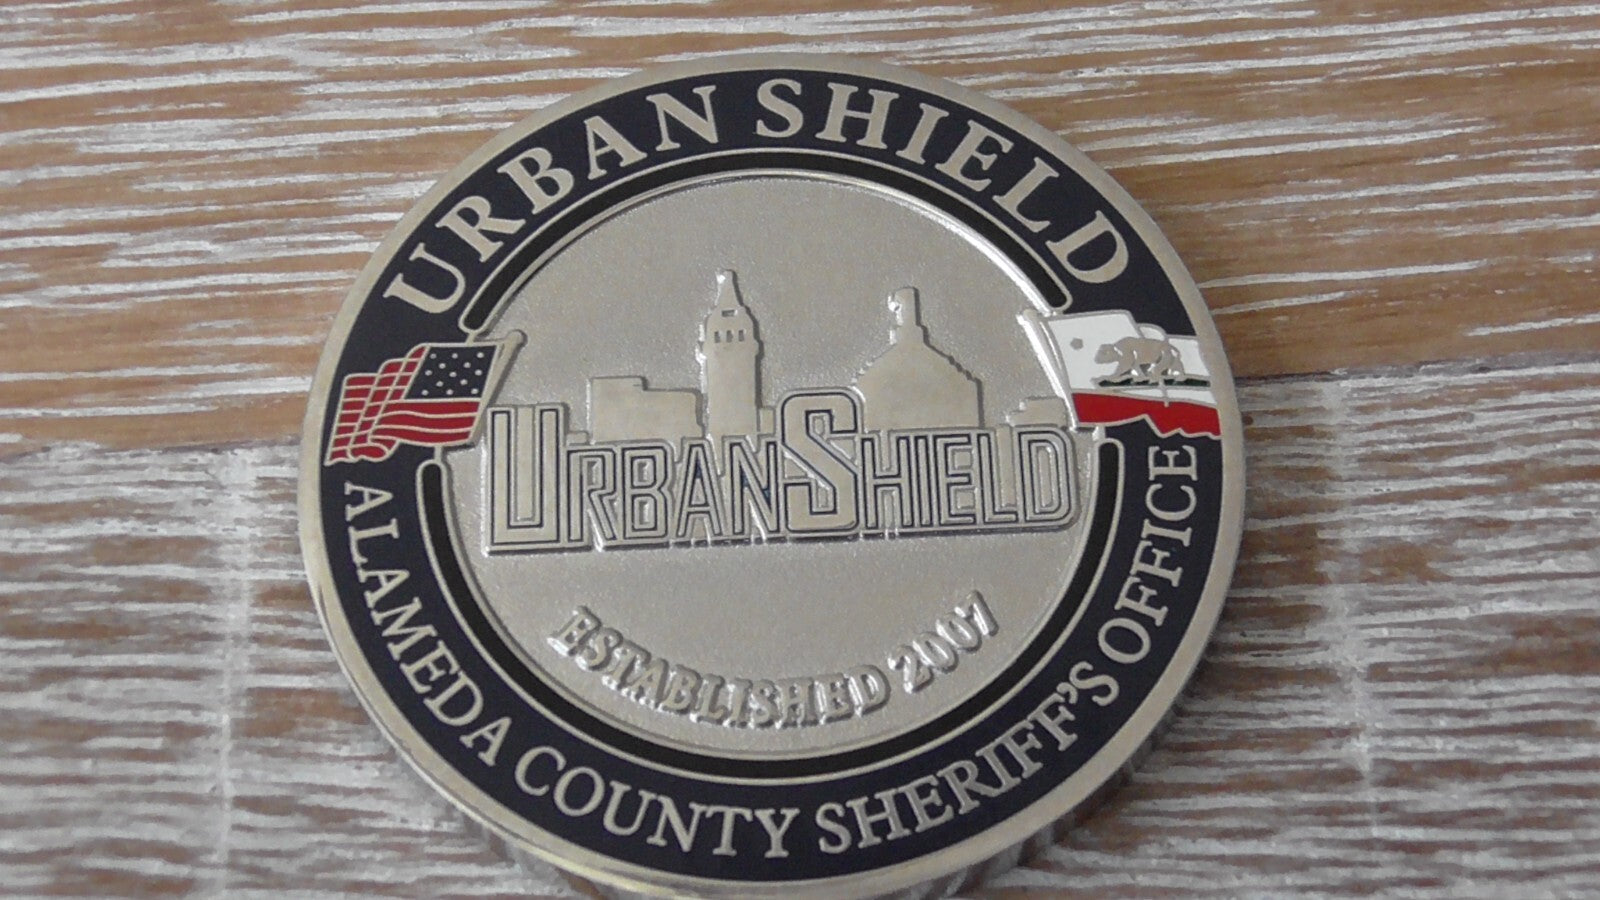 URBAN SHIELD
URBANSHIELD
ESTABLISHED 2007
ALAMEDA COUNTY SHERIFF'S OFFICE